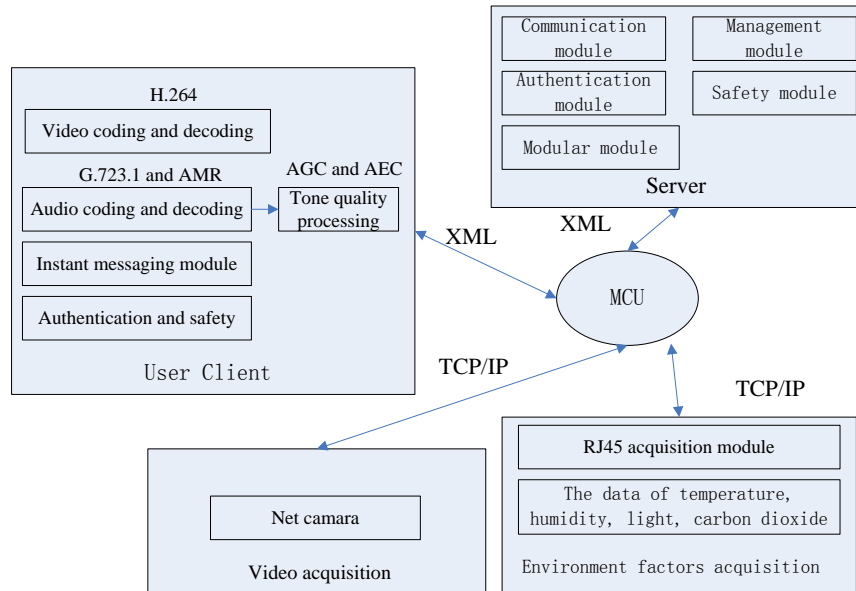 Communication
module
Management
module
Authentication
module
Safety module
Modular module
Server
H.264
Video coding and decoding
G.723.1 and AMR
AGC and AEC
Audio coding and decoding
Tone quality
processing
Instant messaging module
Authentication and safety
User Client
XML
XML
MCU
TCP/IP
TCP/IP
Net camara
Video acquisition
RJ45 acquisition module
The data of temperature,
humidity, light, carbon dioxide
Environment factors acquisition